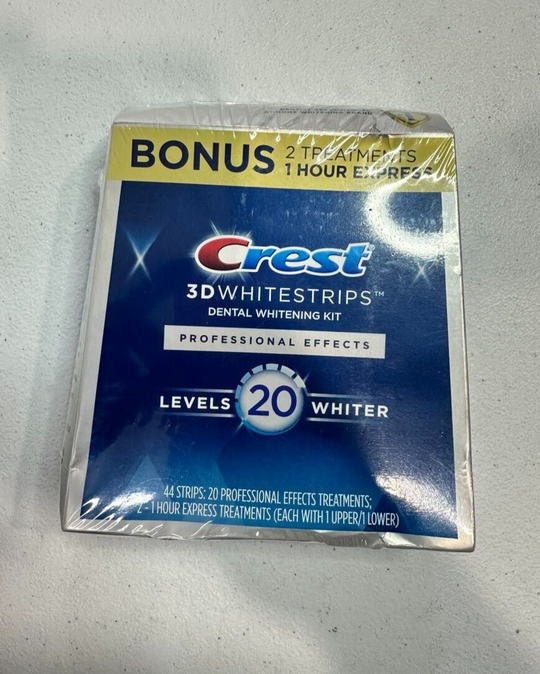 BONUS 2 TREATMENTS
1 HOUR EXPRESS
Crest
3DWHITESTRIPS™
DENTAL WHITENING KIT
PROFESSIONAL EFFECTS
LEVELS 20 WHITER
44 STRIPS: 20 PROFESSIONAL EFFECTS TREATMENTS;
2 - 1 HOUR EXPRESS TREATMENTS (EACH WITH 1 UPPER/1 LOWER)